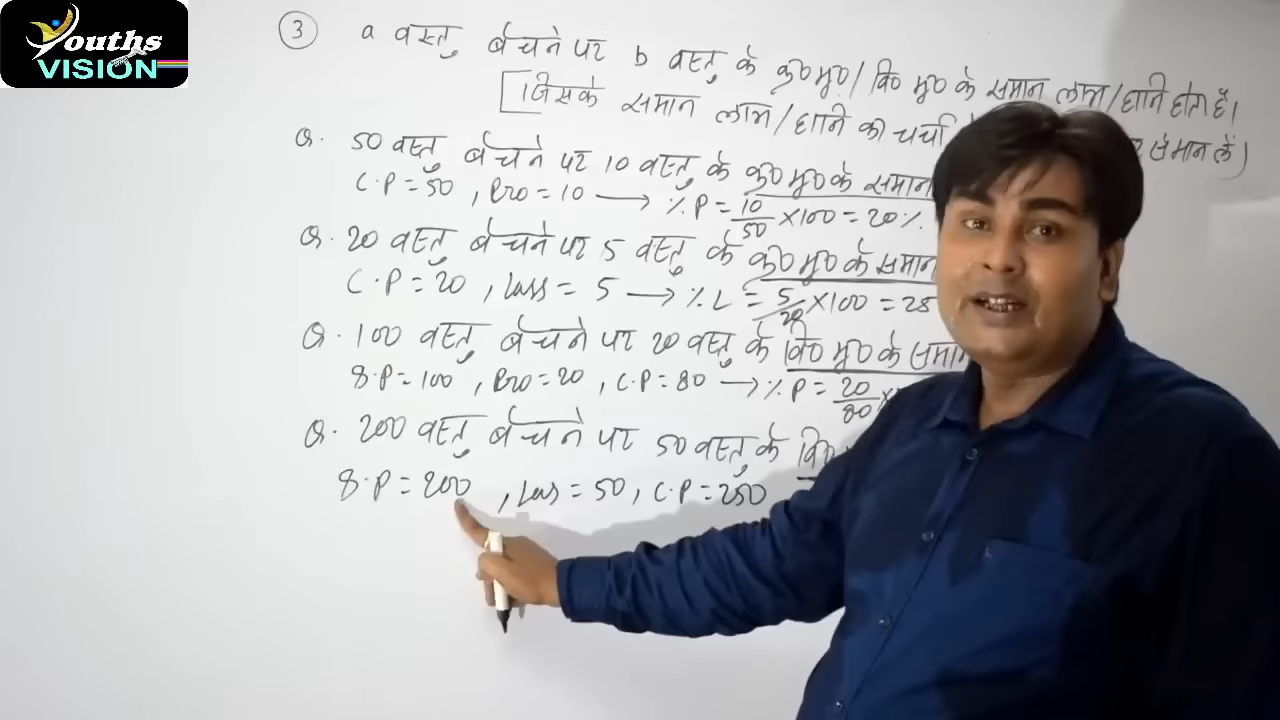 Youths
VISION
③ a वस्तु बेचने पर b वस्तु के क्र०मू०/वि० मू० के समान लाभ/हानि होता है।
[जिसके समान लाभ/हानि की चर्चा
से मान लें)
Q. 50 वस्तु बेचने पर 10 वस्तु के क्र०मू० के समान
C.P = 50 , Pro = 10 → % P = 10/50 × 100 = 20 %.
Q. 20 वस्तु बेचने पर 5 वस्तु के क्र० मू० के समान
C.P = 20 , Loss = 5 → % L = 5/20 × 100 = 25
Q. 100 वस्तु बेचने पर 20 वस्तु के वि० मू० के समान
S.P = 100 , Pro = 20 , C.P = 80 → % P = 20/80 ×
Q. 200 वस्तु बेचने पर 50 वस्तु के वि०
S.P = 200 , Loss = 50 , C.P = 250